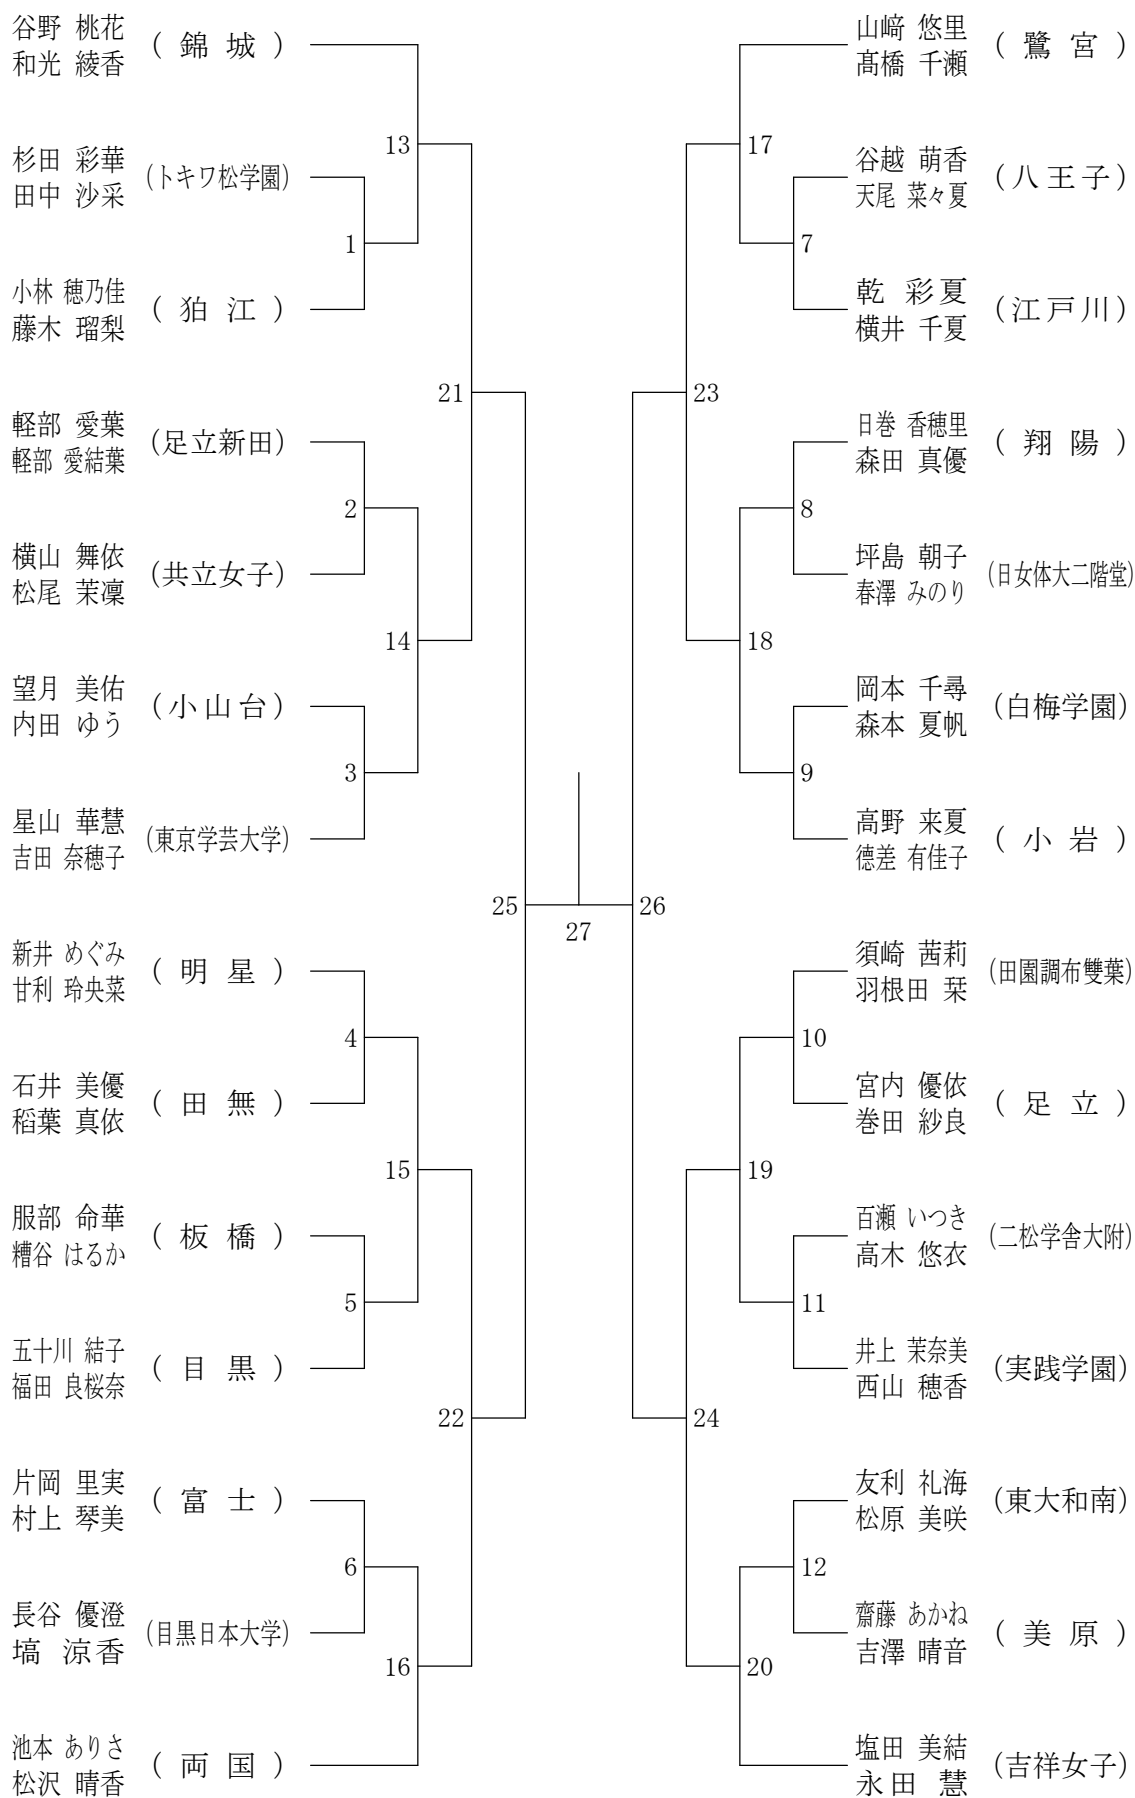 谷野 桃花
和光 綾香
(錦城)
杉田 彩華
田中 沙采
(トキワ松学園)
小林 穂乃佳
藤木 瑠梨
(狛江)
軽部 愛葉
軽部 愛結葉
(足立新田)
横山 舞依
松尾 茉凜
(共立女子)
望月 美佑
内田 ゆう
(小山台)
星山 華慧
吉田 奈穂子
(東京学芸大学)
新井 めぐみ
甘利 玲央菜
(明星)
石井 美優
稻葉 真依
(田無)
服部 命華
糟谷 はるか
(板橋)
五十川 結子
福田 良桜奈
(目黒)
片岡 里実
村上 琴美
(富士)
長谷 優澄
塙 涼香
(目黒日本大学)
池本 ありさ
松沢 晴香
(両国)
1
2
3
4
5
6
13
14
15
16
21
22
25
27
26
23
24
17
18
19
20
7
8
9
10
11
12
山﨑 悠里
髙橋 千瀬
(鷺宮)
谷越 萌香
天尾 菜々夏
(八王子)
乾 彩夏
横井 千夏
(江戸川)
日巻 香穂里
森田 真優
(翔陽)
坪島 朝子
春澤 みのり
(日女体大二階堂)
岡本 千尋
森本 夏帆
(白梅学園)
高野 来夏
德差 有佳子
(小岩)
須崎 茜莉
羽根田 栞
(田園調布雙葉)
宮内 優依
巻田 紗良
(足立)
百瀬 いつき
高木 悠衣
(二松学舎大附)
井上 茉奈美
西山 穂香
(実践学園)
友利 礼海
松原 美咲
(東大和南)
齋藤 あかね
吉澤 晴音
(美原)
塩田 美結
永田 慧
(吉祥女子)